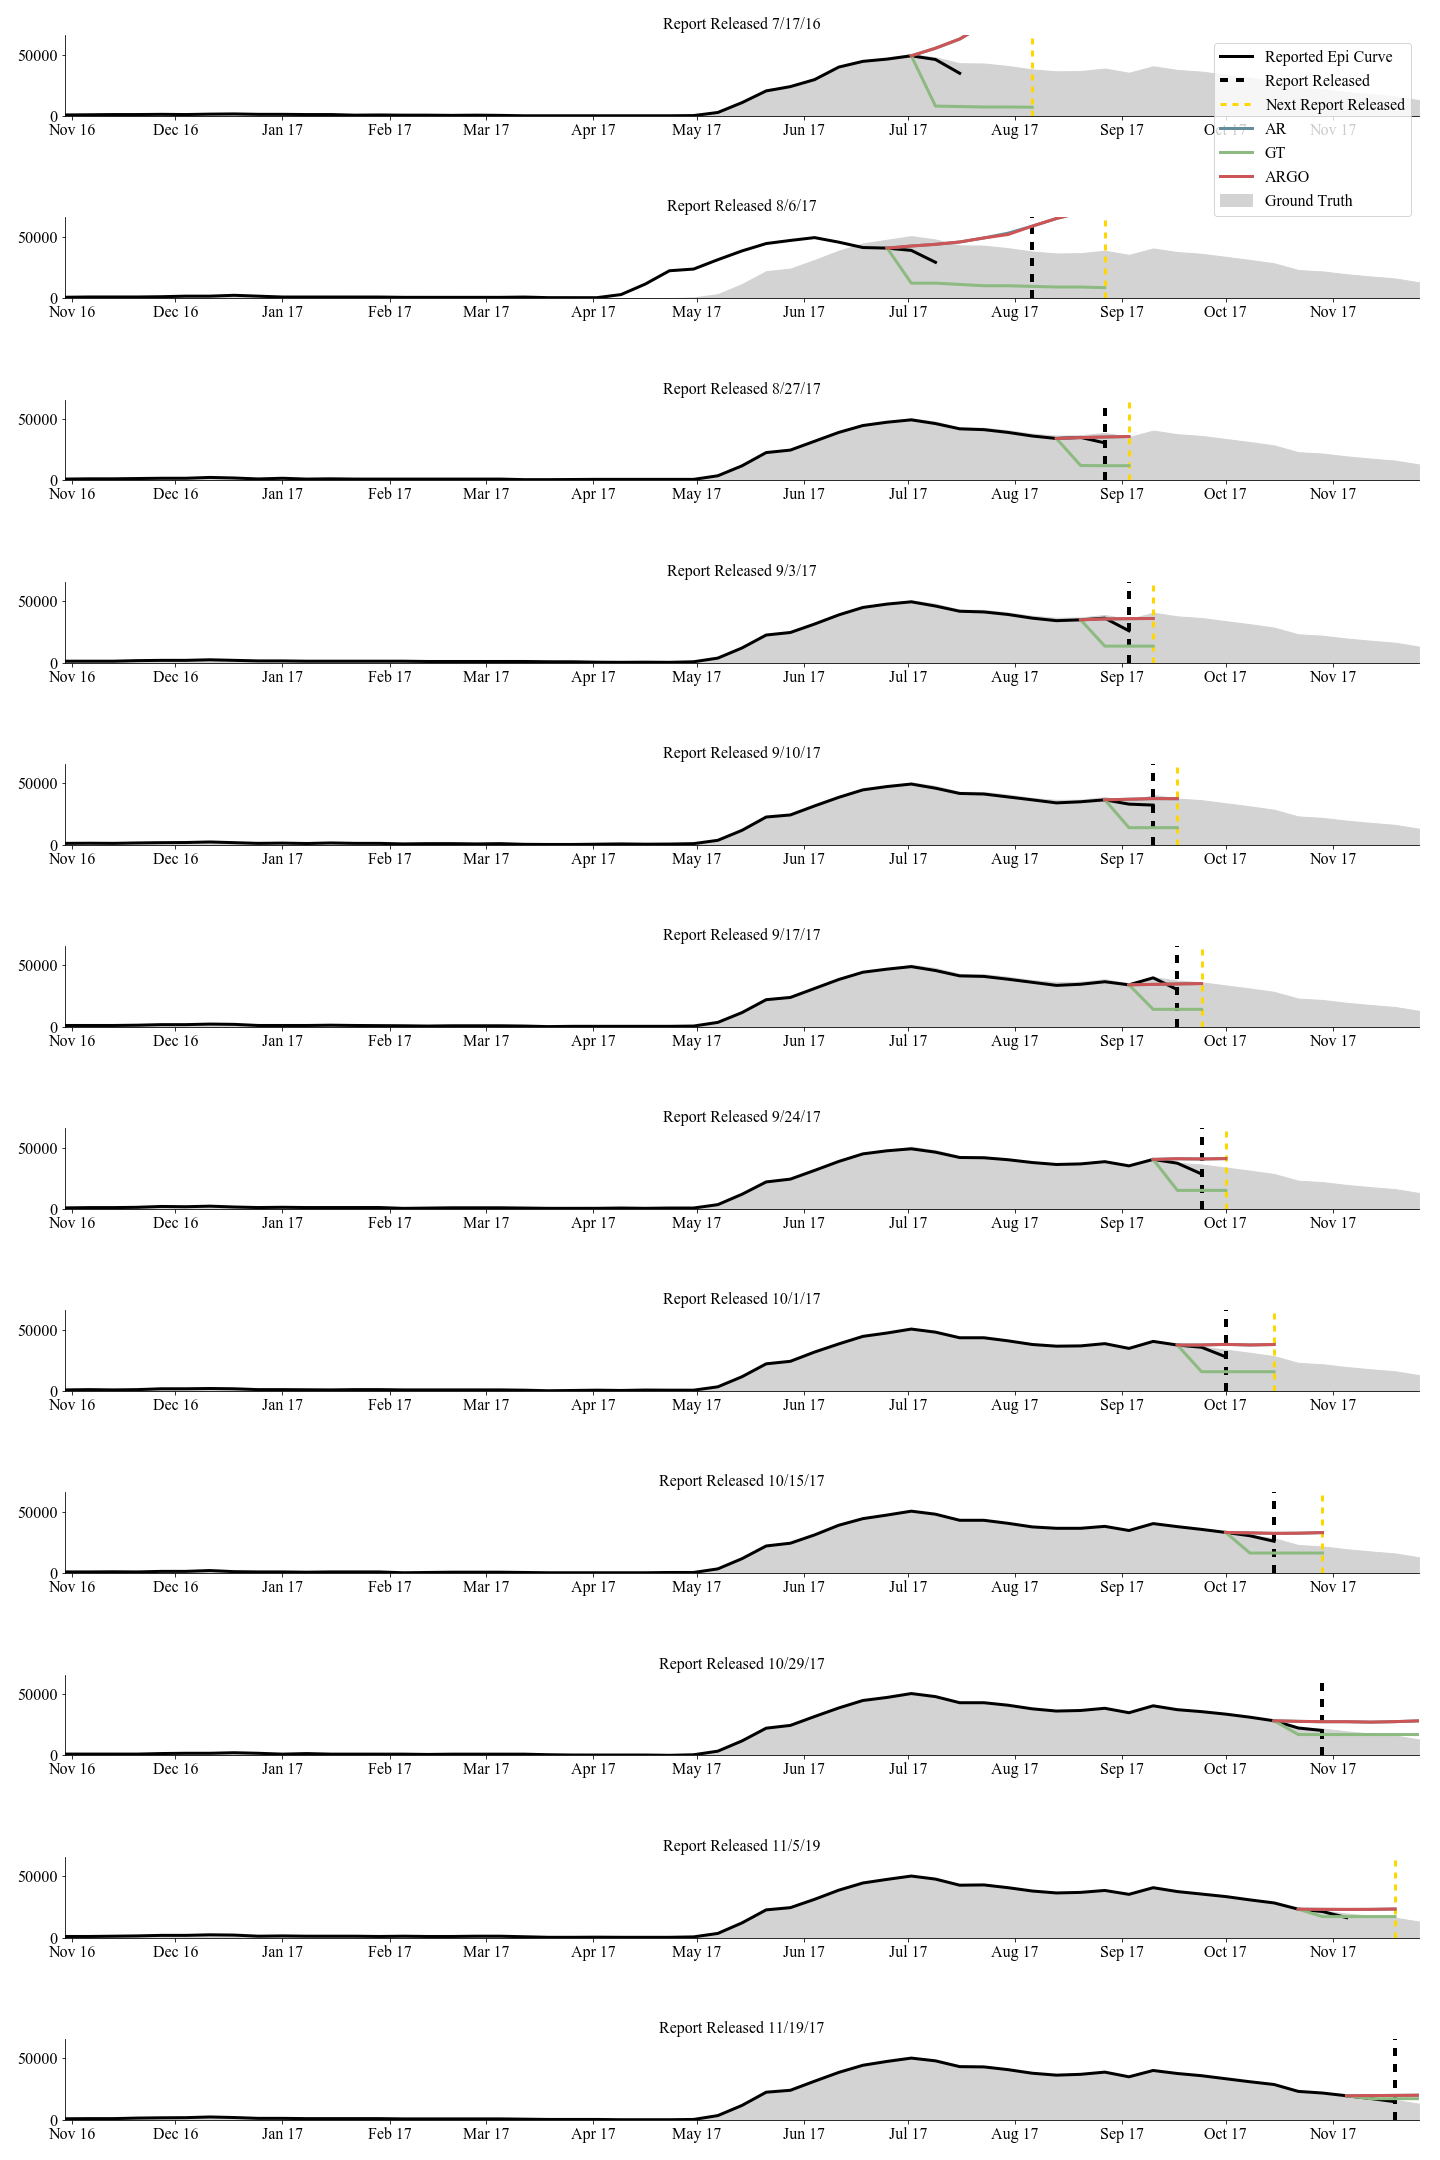 Report Released 7/17/16
50000
0
Nov 16 Dec 16 Jan 17 Feb 17 Mar 17 Apr 17 May 17 Jun 17 Jul 17 Aug 17 Sep 17 Oct 17 Nov 17
Reported Epi Curve
Report Released
Next Report Released
AR
GT
ARGO
Ground Truth
Report Released 8/6/17
50000
0
Nov 16 Dec 16 Jan 17 Feb 17 Mar 17 Apr 17 May 17 Jun 17 Jul 17 Aug 17 Sep 17 Oct 17 Nov 17
Report Released 8/27/17
50000
0
Nov 16 Dec 16 Jan 17 Feb 17 Mar 17 Apr 17 May 17 Jun 17 Jul 17 Aug 17 Sep 17 Oct 17 Nov 17
Report Released 9/3/17
50000
0
Nov 16 Dec 16 Jan 17 Feb 17 Mar 17 Apr 17 May 17 Jun 17 Jul 17 Aug 17 Sep 17 Oct 17 Nov 17
Report Released 9/10/17
50000
0
Nov 16 Dec 16 Jan 17 Feb 17 Mar 17 Apr 17 May 17 Jun 17 Jul 17 Aug 17 Sep 17 Oct 17 Nov 17
Report Released 9/17/17
50000
0
Nov 16 Dec 16 Jan 17 Feb 17 Mar 17 Apr 17 May 17 Jun 17 Jul 17 Aug 17 Sep 17 Oct 17 Nov 17
Report Released 9/24/17
50000
0
Nov 16 Dec 16 Jan 17 Feb 17 Mar 17 Apr 17 May 17 Jun 17 Jul 17 Aug 17 Sep 17 Oct 17 Nov 17
Report Released 10/1/17
50000
0
Nov 16 Dec 16 Jan 17 Feb 17 Mar 17 Apr 17 May 17 Jun 17 Jul 17 Aug 17 Sep 17 Oct 17 Nov 17
Report Released 10/15/17
50000
0
Nov 16 Dec 16 Jan 17 Feb 17 Mar 17 Apr 17 May 17 Jun 17 Jul 17 Aug 17 Sep 17 Oct 17 Nov 17
Report Released 10/29/17
50000
0
Nov 16 Dec 16 Jan 17 Feb 17 Mar 17 Apr 17 May 17 Jun 17 Jul 17 Aug 17 Sep 17 Oct 17 Nov 17
Report Released 11/5/19
50000
0
Nov 16 Dec 16 Jan 17 Feb 17 Mar 17 Apr 17 May 17 Jun 17 Jul 17 Aug 17 Sep 17 Oct 17 Nov 17
Report Released 11/19/17
50000
0
Nov 16 Dec 16 Jan 17 Feb 17 Mar 17 Apr 17 May 17 Jun 17 Jul 17 Aug 17 Sep 17 Oct 17 Nov 17